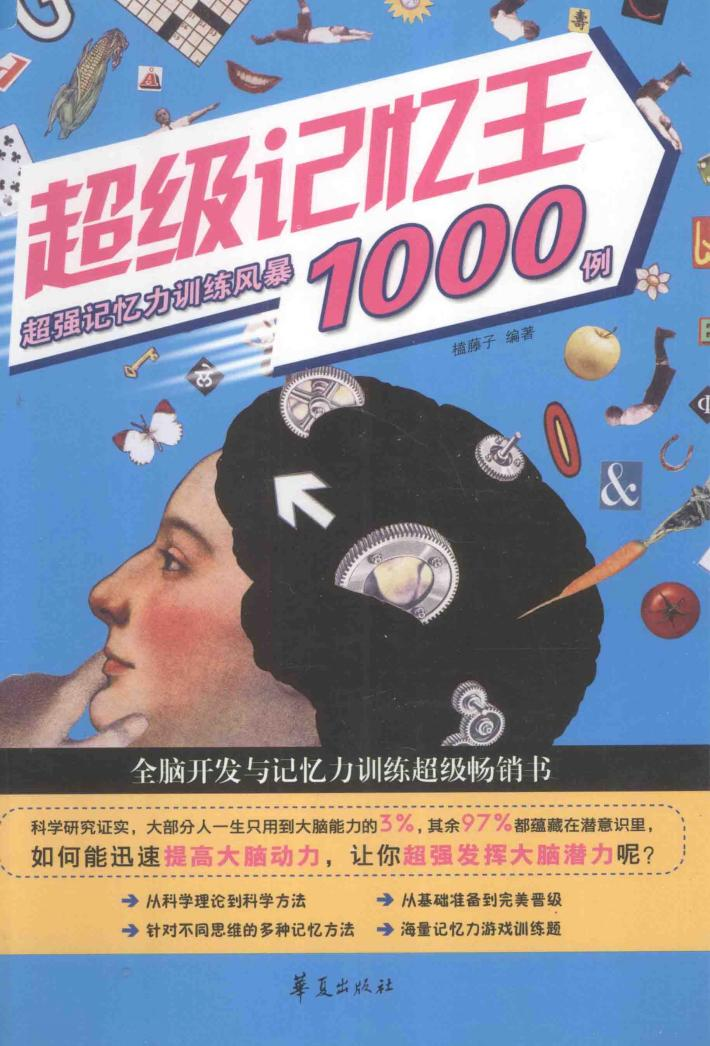 超级记忆王
超强记忆力训练风暴
1000例
橀藤子 编著
&
全脑开发与记忆力训练超级畅销书
科学研究证实，大部分人一生只用到大脑能力的3%，其余97%都蕴藏在潜意识里，
如何能迅速提高大脑动力，让你超强发挥大脑潜力呢？
➔ 从科学理论到科学方法 ➔ 从基础准备到完美晋级
➔ 针对不同思维的多种记忆方法 ➔ 海量记忆力游戏训练题
華夏出版社